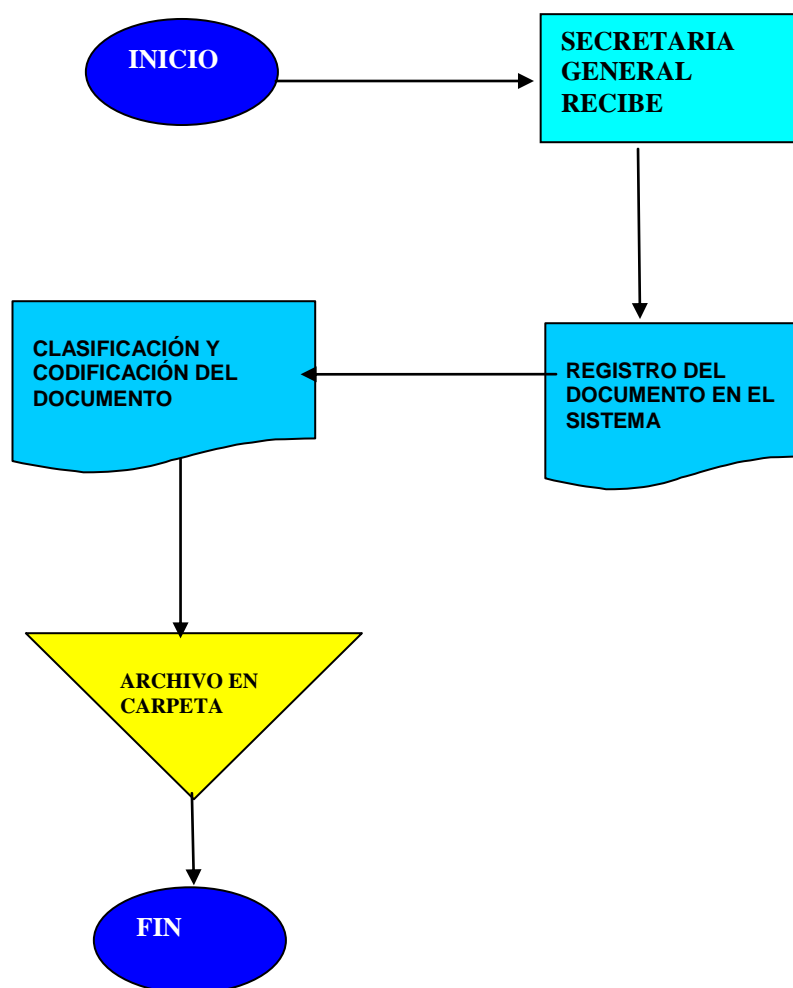 INICIO
SECRETARIA
GENERAL
RECIBE
REGISTRO DEL
DOCUMENTO EN EL
SISTEMA
CLASIFICACIÓN Y
CODIFICACIÓN DEL
DOCUMENTO
ARCHIVO EN
CARPETA
FIN